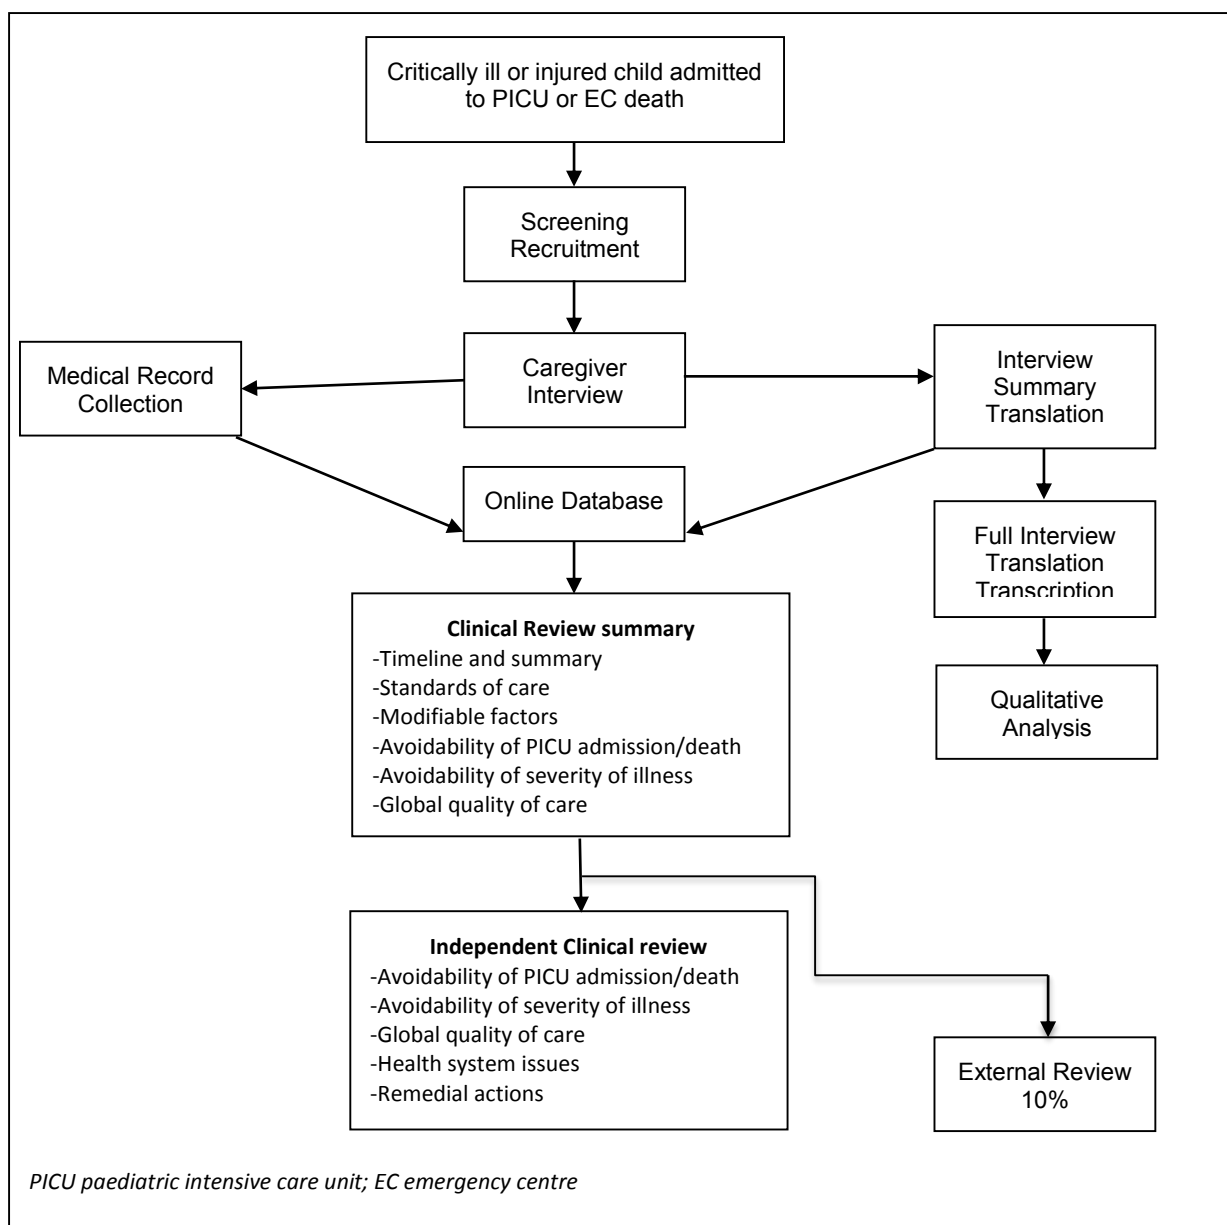 Critically ill or injured child admitted
to PICU or EC death
Screening
Recruitment
Caregiver
Interview
Medical Record
Collection
Interview
Summary
Translation
Online Database
Full Interview
Translation
Transcription
Clinical Review summary
-Timeline and summary
-Standards of care
-Modifiable factors
-Avoidability of PICU admission/death
-Avoidability of severity of illness
-Global quality of care
Qualitative
Analysis
Independent Clinical review
-Avoidability of PICU admission/death
-Avoidability of severity of illness
-Global quality of care
-Health system issues
-Remedial actions
External Review
10%
PICU paediatric intensive care unit; EC emergency centre